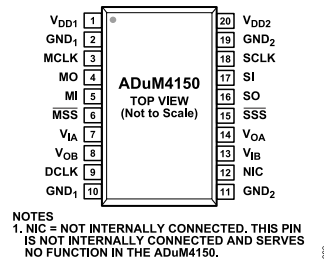 VDD1 1 20 VDD2
GND1 2 19 GND2
MCLK 3 18 SCLK
MO 4 17 SI
MI 5 16 SO
MSS 6 15 SSS
VIA 7 14 VOA
VOB 8 13 VIB
DCLK 9 12 NIC
GND1 10 11 GND2
ADuM4150
TOP VIEW
(Not to Scale)
NOTES
1. NIC = NOT INTERNALLY CONNECTED. THIS PIN
IS NOT INTERNALLY CONNECTED AND SERVES
NO FUNCTION IN THE ADuM4150.